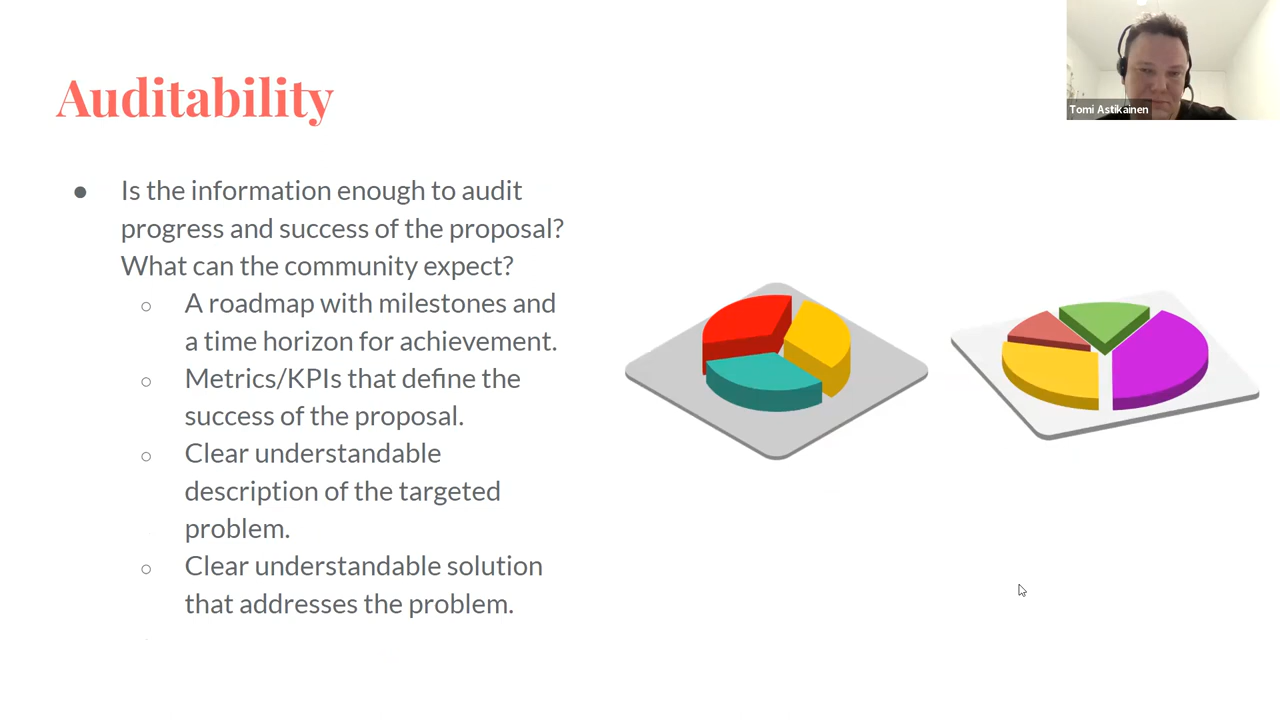 Auditability
Tomi Astikainen
● Is the information enough to audit
progress and success of the proposal?
What can the community expect?
○ A roadmap with milestones and
a time horizon for achievement.
○ Metrics/KPIs that define the
success of the proposal.
○ Clear understandable
description of the targeted
problem.
○ Clear understandable solution
that addresses the problem.